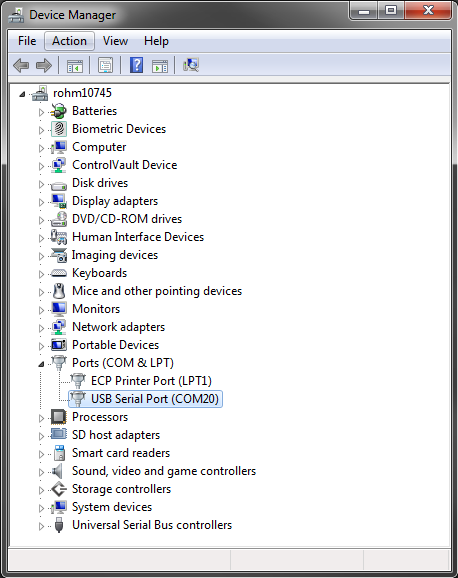 Device Manager
File Action View Help
rohm10745
Batteries
Biometric Devices
Computer
ControlVault Device
Disk drives
Display adapters
DVD/CD-ROM drives
Human Interface Devices
Imaging devices
Keyboards
Mice and other pointing devices
Monitors
Network adapters
Portable Devices
Ports (COM & LPT)
ECP Printer Port (LPT1)
USB Serial Port (COM20)
Processors
SD host adapters
Smart card readers
Sound, video and game controllers
Storage controllers
System devices
Universal Serial Bus controllers